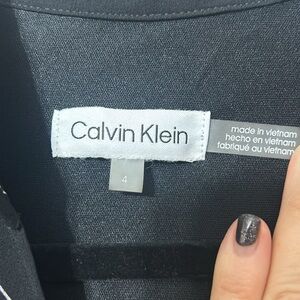 Calvin Klein
4
made in vietnam
hecho en vietnam
fabriqué au vietnam